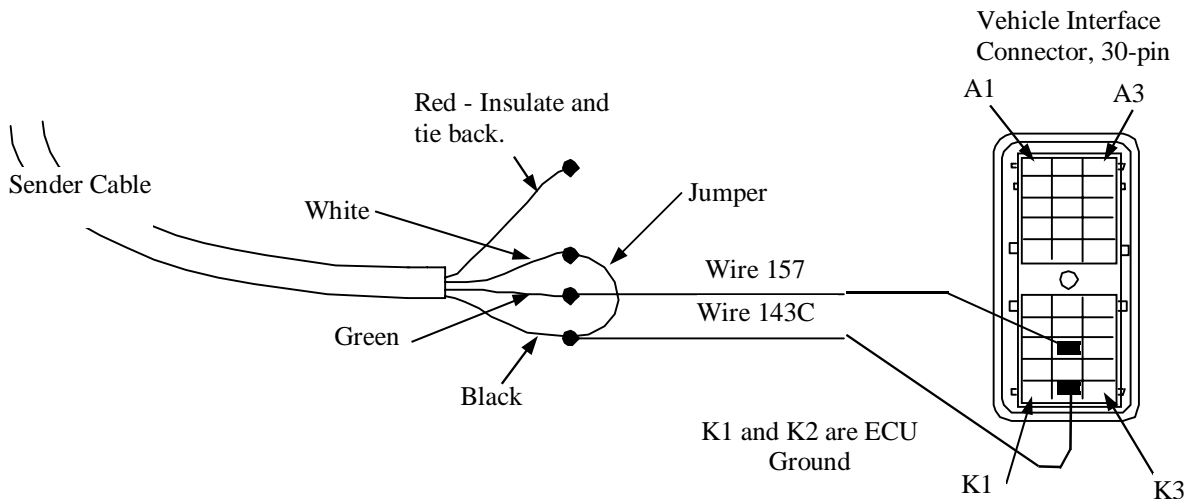 Vehicle Interface
Connector, 30-pin
A1
A3
Red - Insulate and
tie back.
Sender Cable
White
Jumper
Wire 157
Wire 143C
Green
Black
K1 and K2 are ECU
Ground
K1
K3